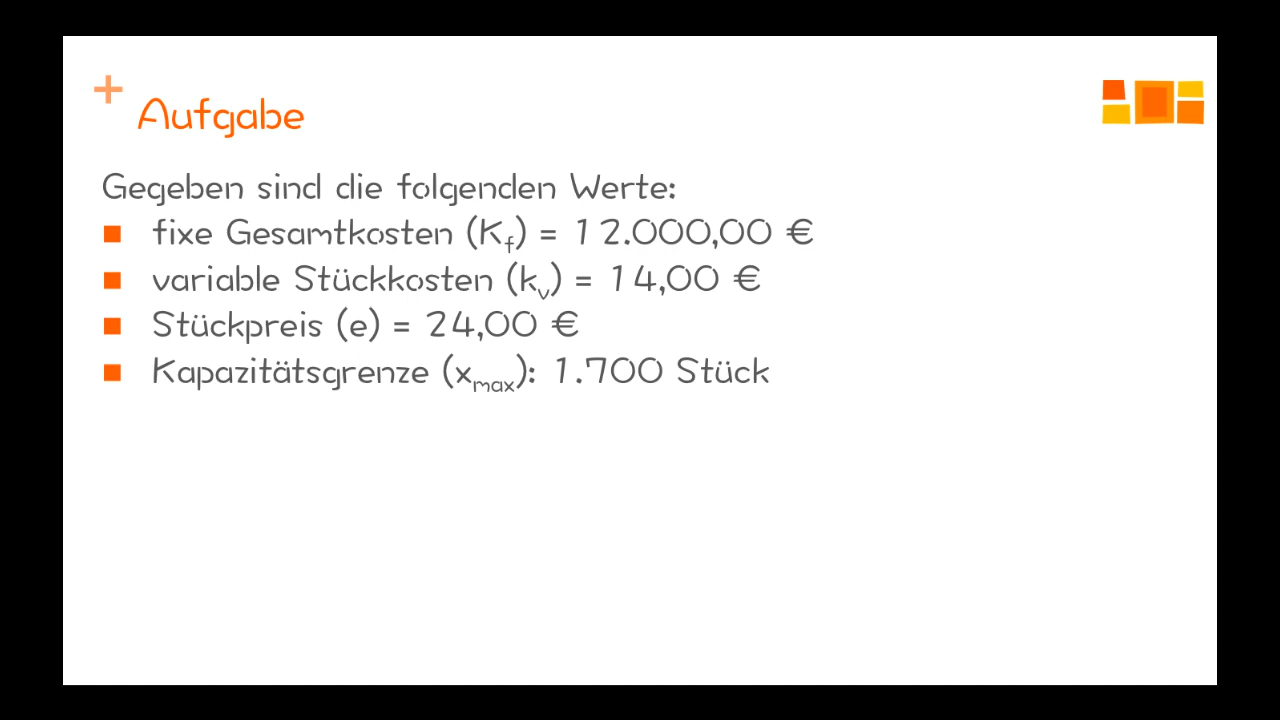 Aufgabe
Gegeben sind die folgenden Werte:
fixe Gesamtkosten (Kf) = 12.000,00 €
variable Stückkosten (kv) = 14,00 €
Stückpreis (e) = 24,00 €
Kapazitätsgrenze (xmax): 1.700 Stück